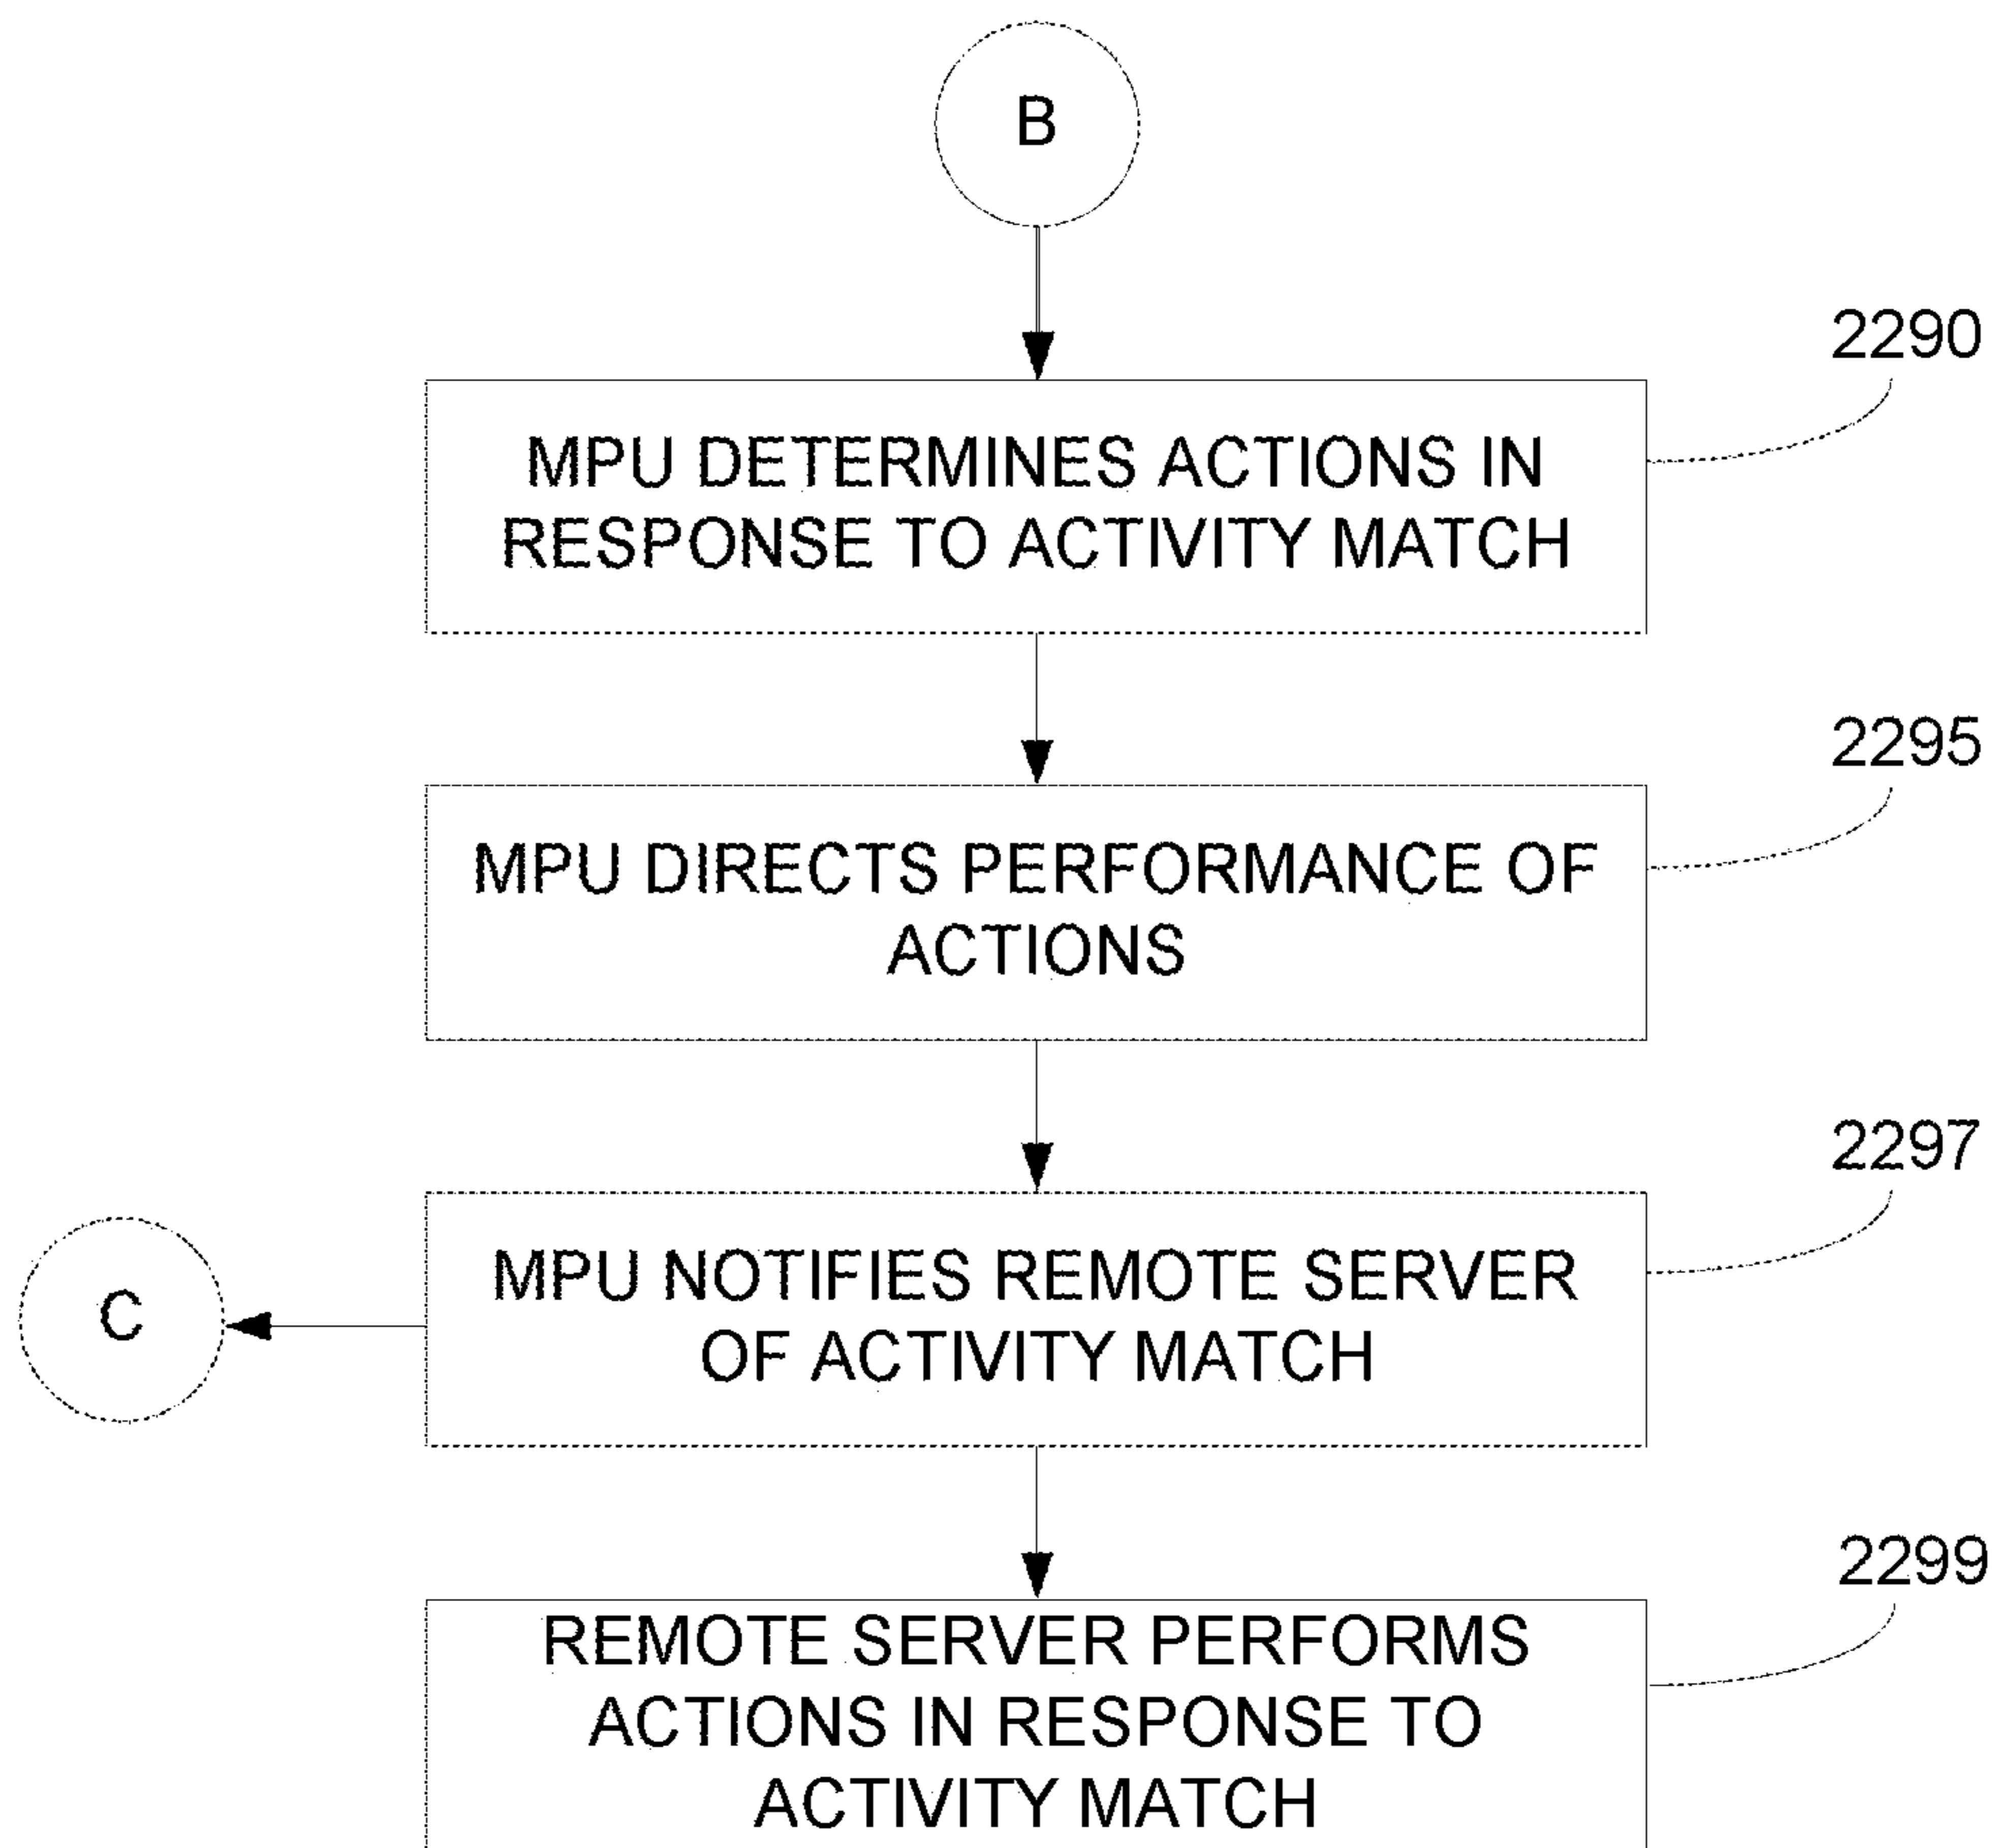 B
2290
MPU DETERMINES ACTIONS IN
RESPONSE TO ACTIVITY MATCH
2295
MPU DIRECTS PERFORMANCE OF
ACTIONS
2297
MPU NOTIFIES REMOTE SERVER
OF ACTIVITY MATCH
C
2299
REMOTE SERVER PERFORMS
ACTIONS IN RESPONSE TO
ACTIVITY MATCH